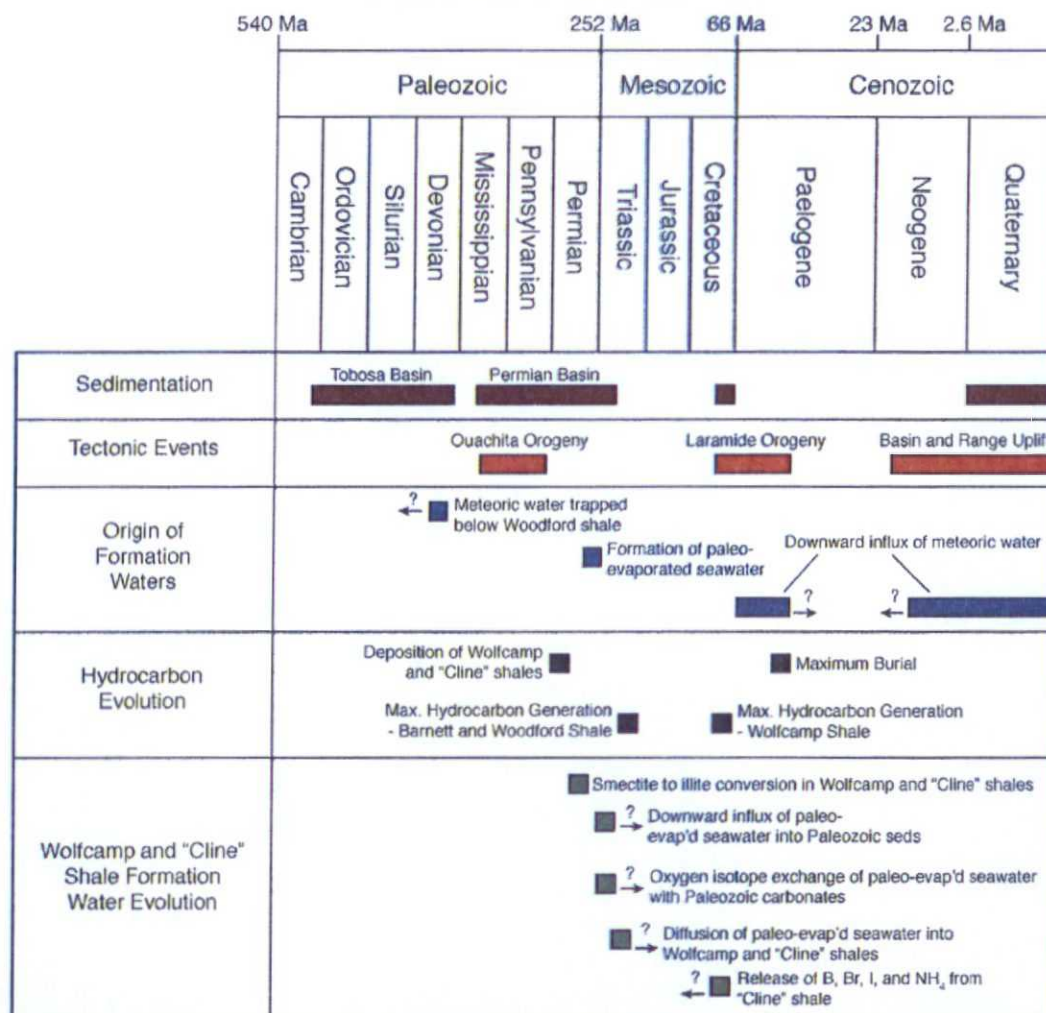 540 Ma 252 Ma 66 Ma 23 Ma 2.6 Ma
Paleozoic Mesozoic Cenozoic
Cambrian
Ordovician
Silurian
Devonian
Mississippian
Pennsylvanian
Permian
Triassic
Jurassic
Cretaceous
Paelogene
Neogene
Quaternary
Sedimentation
Tobosa Basin
Permian Basin
Tectonic Events
Ouachita Orogeny
Laramide Orogeny
Basin and Range Uplift
Origin of
Formation
Waters
?
Meteoric water trapped
below Woodford shale
Formation of paleo-
evaporated seawater
Downward influx of meteoric water
?
?
Hydrocarbon
Evolution
Deposition of Wolfcamp
and "Cline" shales
Maximum Burial
Max. Hydrocarbon Generation
- Barnett and Woodford Shale
Max. Hydrocarbon Generation
- Wolfcamp Shale
Wolfcamp and "Cline"
Shale Formation
Water Evolution
Smectite to illite conversion in Wolfcamp and "Cline" shales
? Downward influx of paleo-
evap'd seawater into Paleozoic seds
? Oxygen isotope exchange of paleo-evap'd seawater
with Paleozoic carbonates
? Diffusion of paleo-evap'd seawater into
Wolfcamp and "Cline" shales
? Release of B, Br, I, and NH₄ from
"Cline" shale